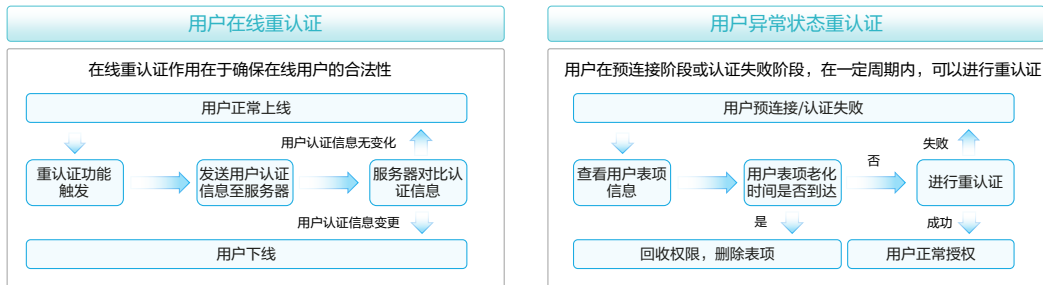 用户在线重认证
在线重认证作用在于确保在线用户的合法性
用户正常上线
用户认证信息无变化
重认证功能
触发
发送用户认证
信息至服务器
服务器对比认
证信息
用户认证信息变更
用户下线
用户异常状态重认证
用户在预连接阶段或认证失败阶段，在一定周期内，可以进行重认证
用户预连接/认证失败
失败
查看用户表项
信息
用户表项老化
时间是否到达
否
进行重认证
是
成功
回收权限，删除表项
用户正常授权